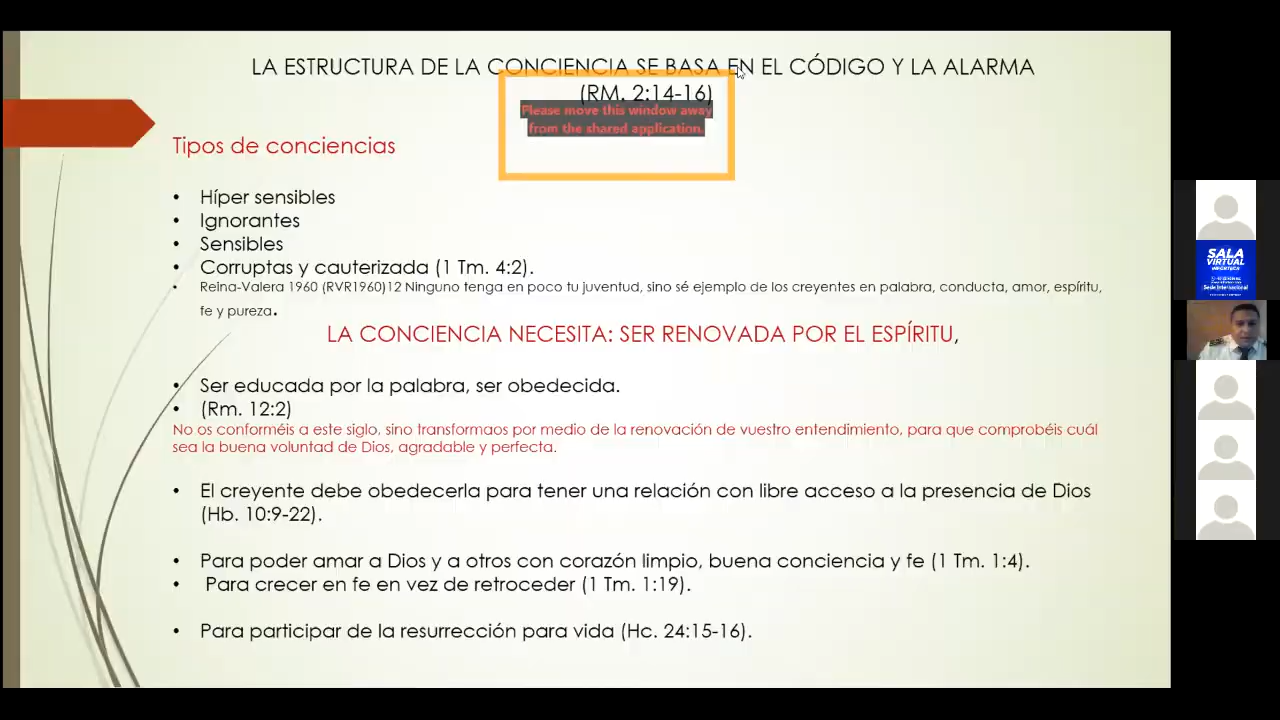 LA ESTRUCTURA DE LA CONCIENCIA SE BASA EN EL CÓDIGO Y LA ALARMA
(RM. 2:14-16)
Please move this window away
from the shared application.
Tipos de conciencias
• Híper sensibles
• Ignorantes
• Sensibles
• Corruptas y cauterizada (1 Tm. 4:2).
• Reina-Valera 1960 (RVR1960)12 Ninguno tenga en poco tu juventud, sino sé ejemplo de los creyentes en palabra, conducta, amor, espíritu,
fe y pureza.
LA CONCIENCIA NECESITA: SER RENOVADA POR EL ESPÍRITU,
• Ser educada por la palabra, ser obedecida.
• (Rm. 12:2)
No os conforméis a este siglo, sino transformaos por medio de la renovación de vuestro entendimiento, para que comprobéis cuál
sea la buena voluntad de Dios, agradable y perfecta.
• El creyente debe obedecerla para tener una relación con libre acceso a la presencia de Dios
(Hb. 10:9-22).
• Para poder amar a Dios y a otros con corazón limpio, buena conciencia y fe (1 Tm. 1:4).
• Para crecer en fe en vez de retroceder (1 Tm. 1:19).
• Para participar de la resurrección para vida (Hc. 24:15-16).
SALA
VIRTUAL
Sede Internacional